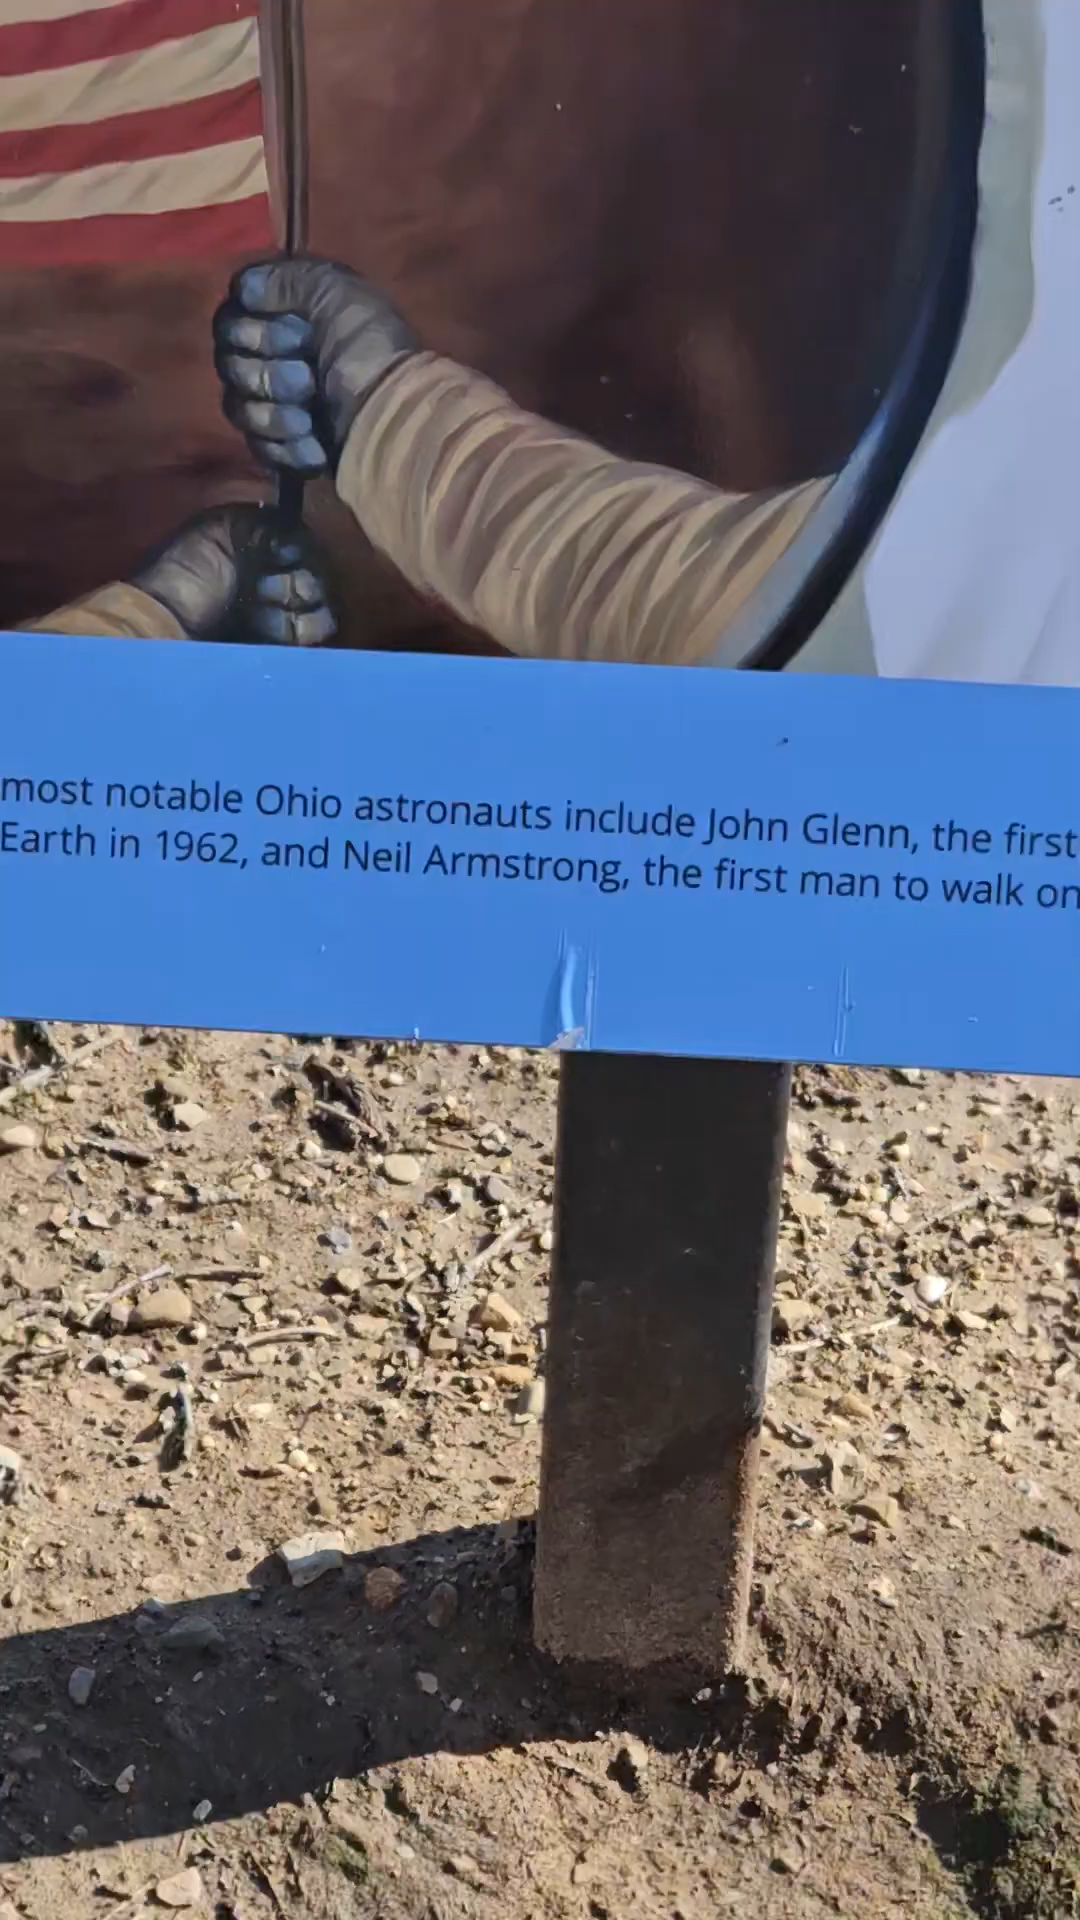 most notable Ohio astronauts include John Glenn, the first
Earth in 1962, and Neil Armstrong, the first man to walk on